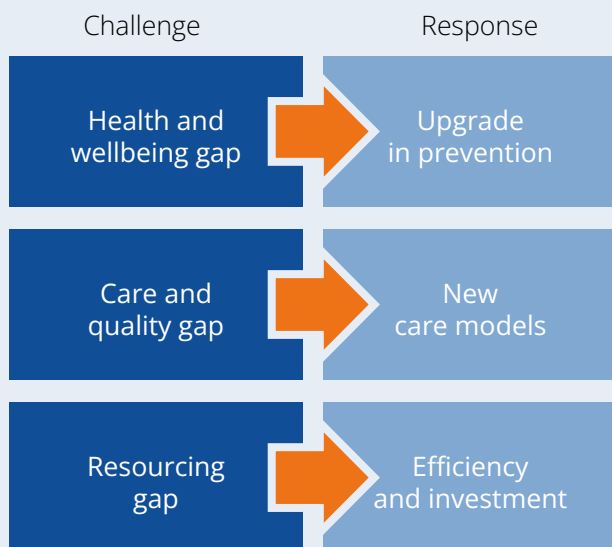 Challenge
Response
Health and
wellbeing gap
Upgrade
in prevention
Care and
quality gap
New
care models
Resourcing
gap
Efficiency
and investment